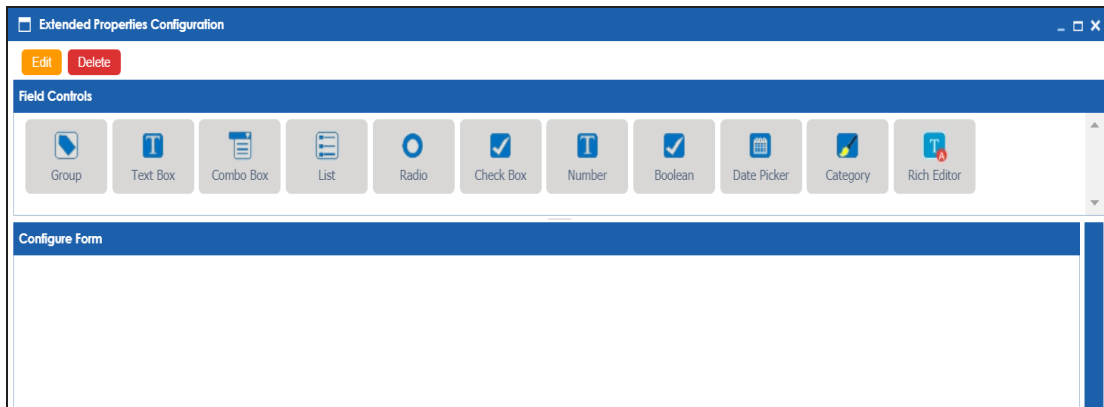 Extended Properties Configuration
Edit Delete
Field Controls
Group Text Box Combo Box List Radio Check Box Number Boolean Date Picker Category Rich Editor
Configure Form